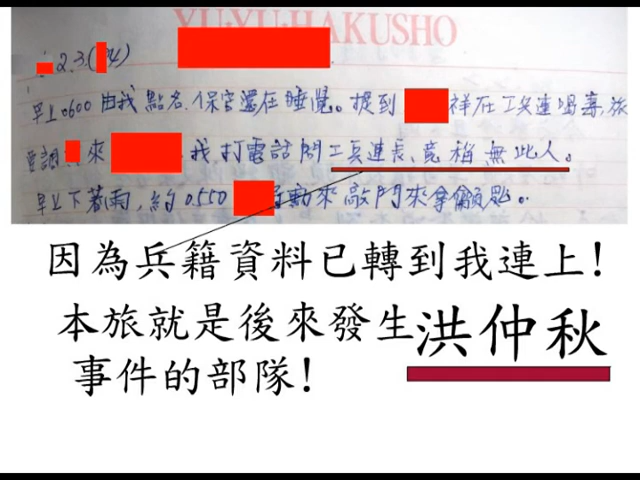 YU·YU·HAKUSHO
2.3.(
早上0600由我點名,保官還在睡覺。提到 祥在工兵連喝毒,旅
來 我打電話問工兵連長,竟稱無此人。
早上下著雨,約0550 動來敲門來拿鑰匙。
因為兵籍資料已轉到我連上!
本旅就是後來發生洪仲秋
事件的部隊!